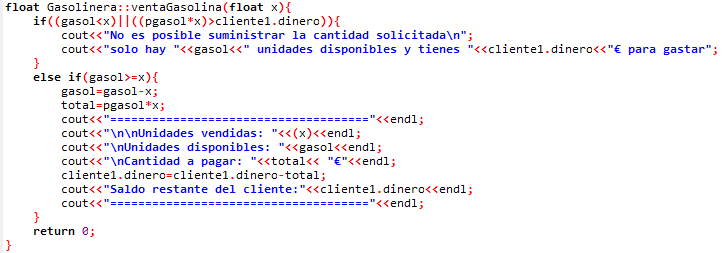 float Gasolinera::ventaGasolina(float x){
if((gasol<x)||((pgasol*x)>cliente1.dinero)){
cout<<"No es posible suministrar la cantidad solicitada\n";
cout<<"solo hay "<<gasol<<" unidades disponibles y tienes "<<cliente1.dinero<<"€ para gastar";
}
else if(gasol>=x){
gasol=gasol-x;
total=pgasol*x;
cout<<"======================================"<<endl;
cout<<"\n\nUnidades vendidas: "<<(x)<<endl;
cout<<"\nUnidades disponibles: "<<gasol<<endl;
cout<<"\nCantidad a pagar: "<<total<< "€"<<endl;
cliente1.dinero=cliente1.dinero-total;
cout<<"Saldo restante del cliente:"<<cliente1.dinero<<endl;
cout<<"======================================"<<endl;
}
return 0;
}